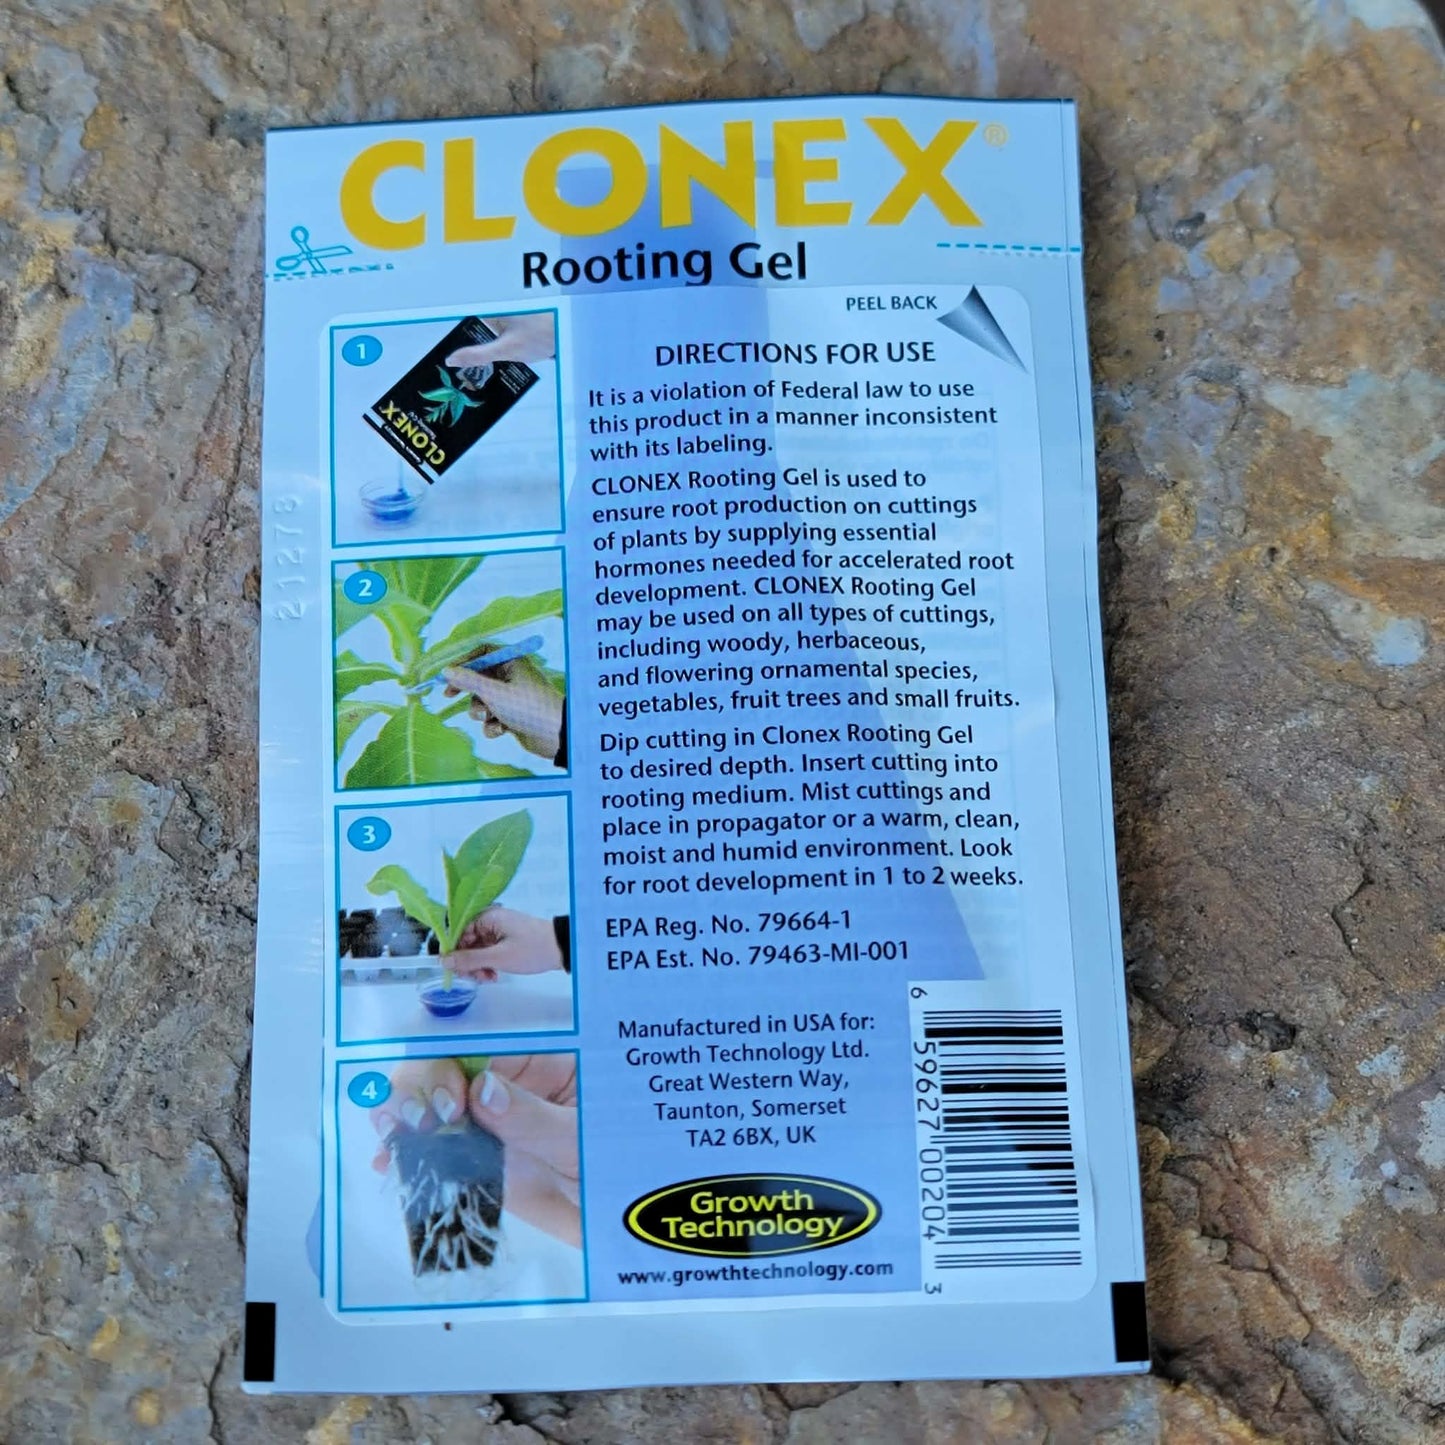 CLONEX®
Rooting Gel
PEEL BACK
1
CLONEX
2
3
4
DIRECTIONS FOR USE
It is a violation of Federal law to use
this product in a manner inconsistent
with its labeling.
CLONEX Rooting Gel is used to
ensure root production on cuttings
of plants by supplying essential
hormones needed for accelerated root
development. CLONEX Rooting Gel
may be used on all types of cuttings,
including woody, herbaceous,
and flowering ornamental species,
vegetables, fruit trees and small fruits.
Dip cutting in Clonex Rooting Gel
to desired depth. Insert cutting into
rooting medium. Mist cuttings and
place in propagator or a warm, clean,
moist and humid environment. Look
for root development in 1 to 2 weeks.
EPA Reg. No. 79664-1
EPA Est. No. 79463-MI-001
Manufactured in USA for:
Growth Technology Ltd.
Great Western Way,
Taunton, Somerset
TA2 6BX, UK
Growth
Technology
www.growthtechnology.com
6 59627 00204 3